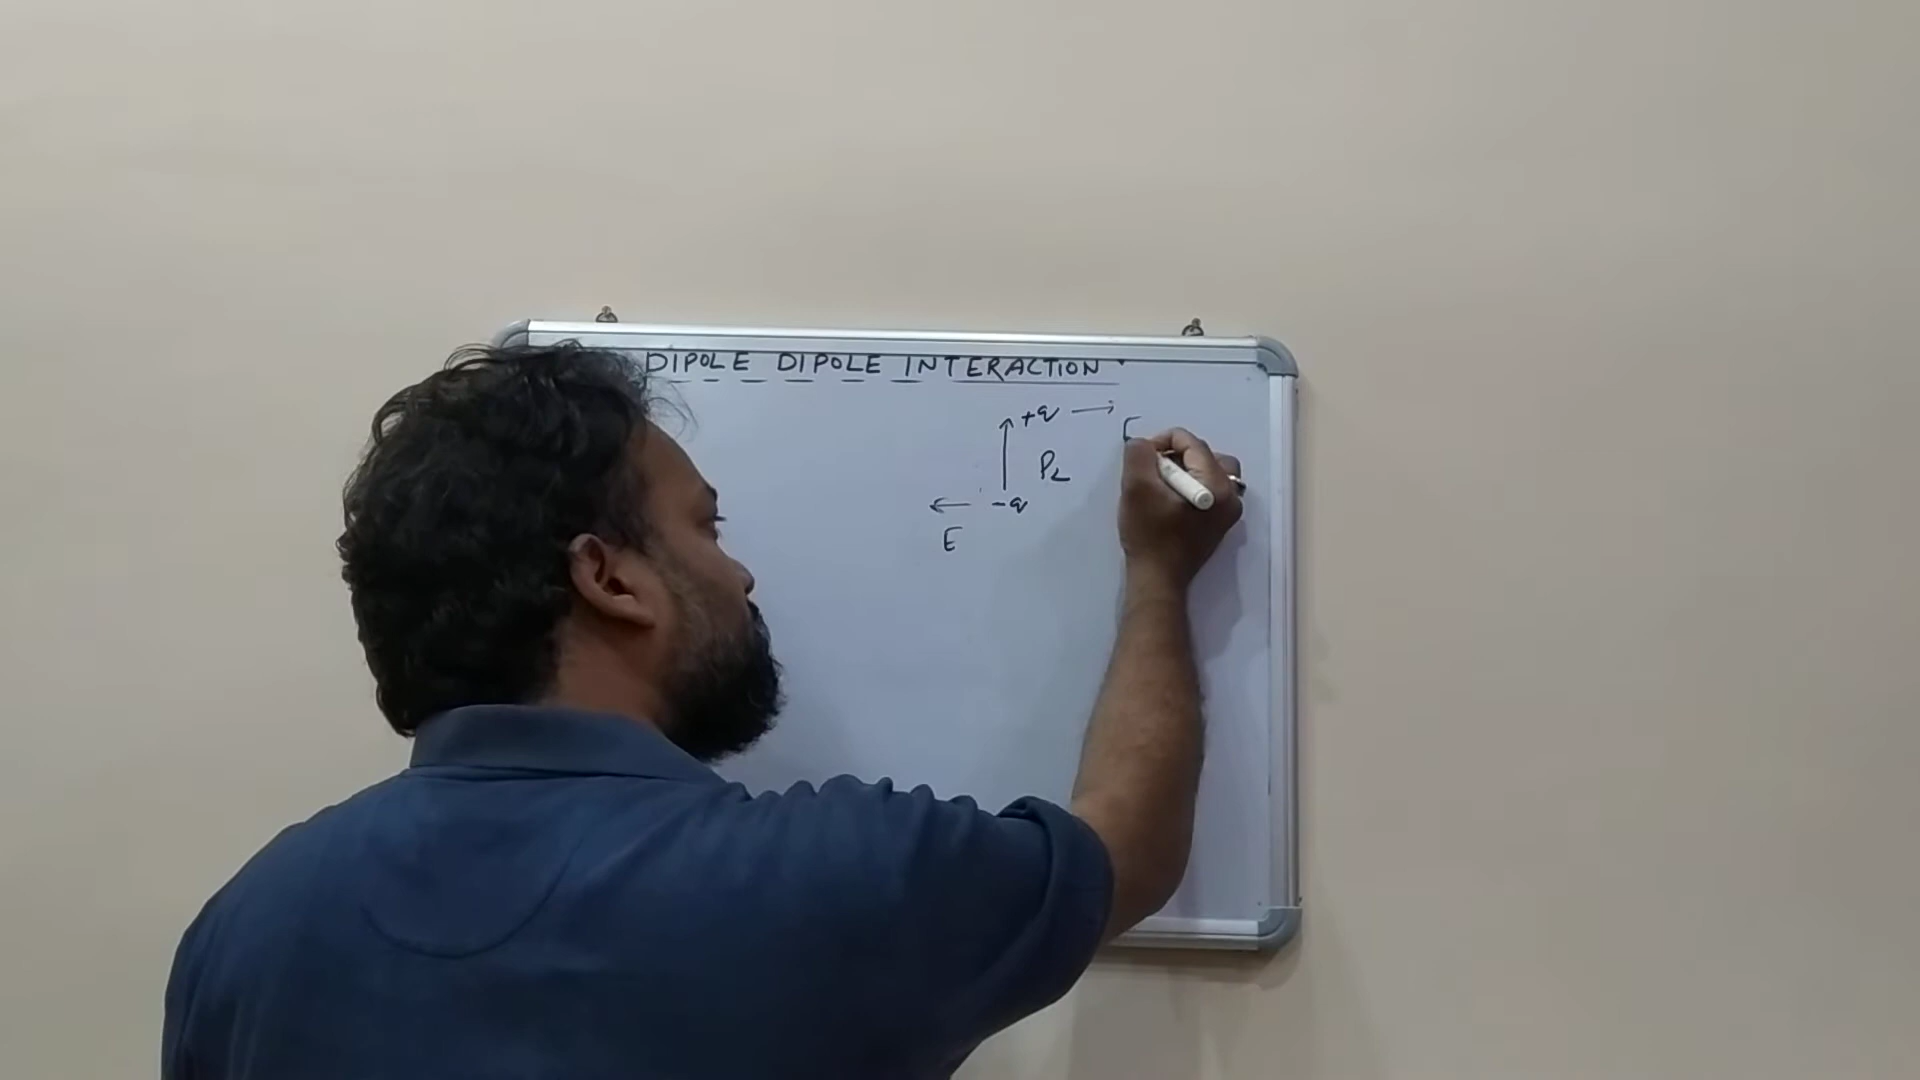 DIPOLE DIPOLE INTERACTION
+q
P2
-q
E